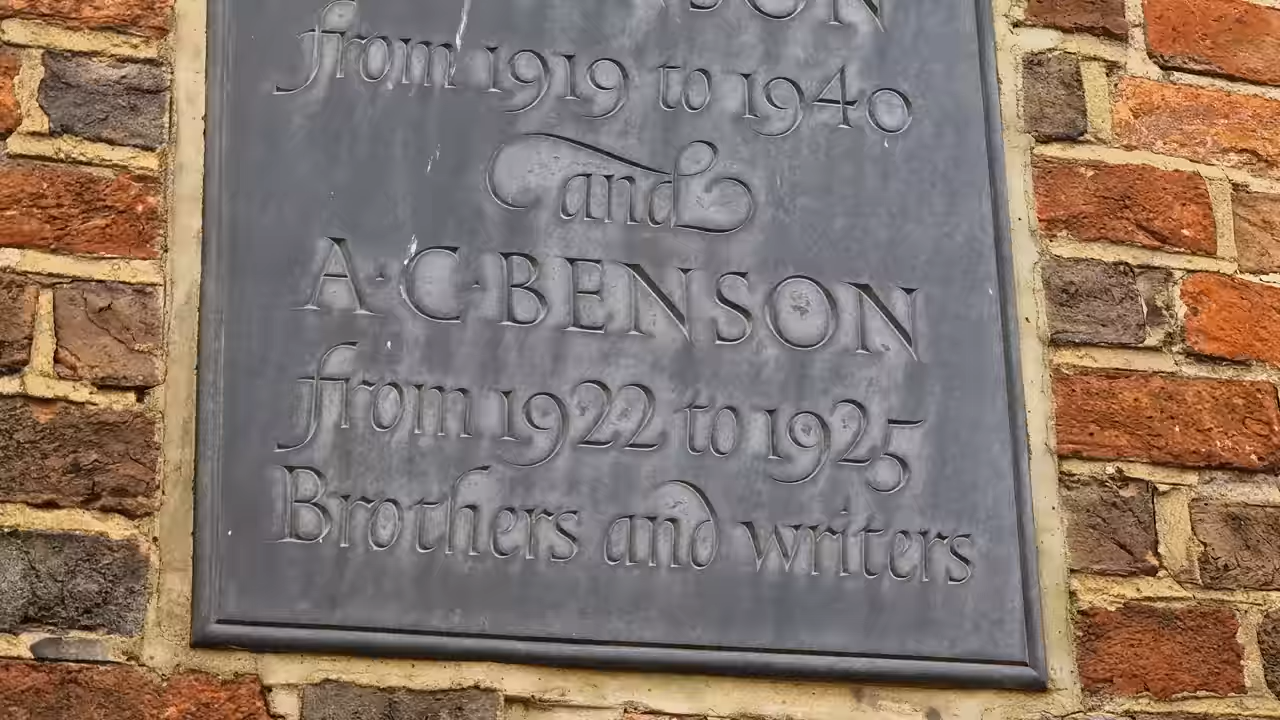 from 1919 to 1940
and
A·C·BENSON
from 1922 to 1925
Brothers and writers